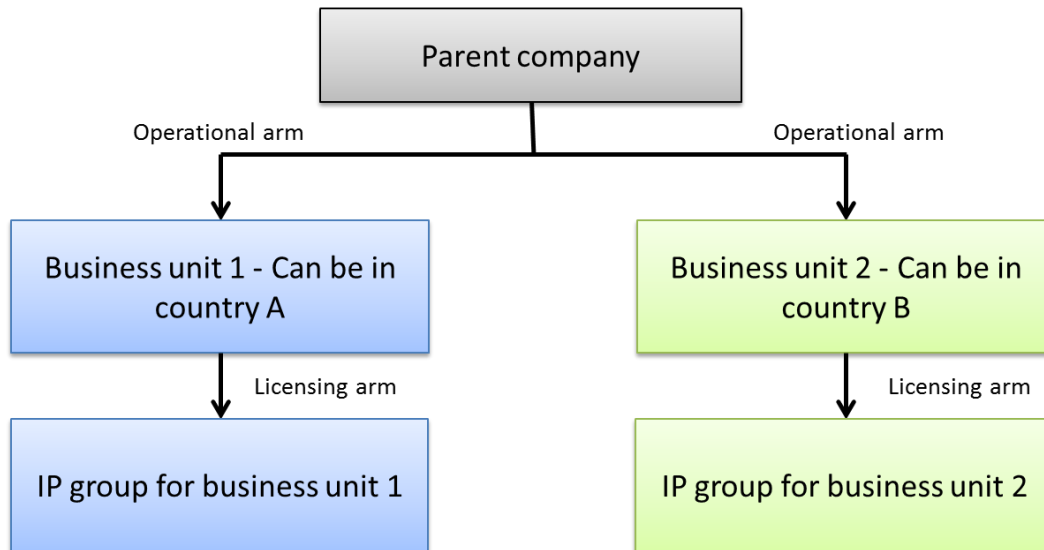 Parent company
Operational arm
Operational arm
Business unit 1 - Can be in
country A
Business unit 2 - Can be in
country B
Licensing arm
Licensing arm
IP group for business unit 1
IP group for business unit 2